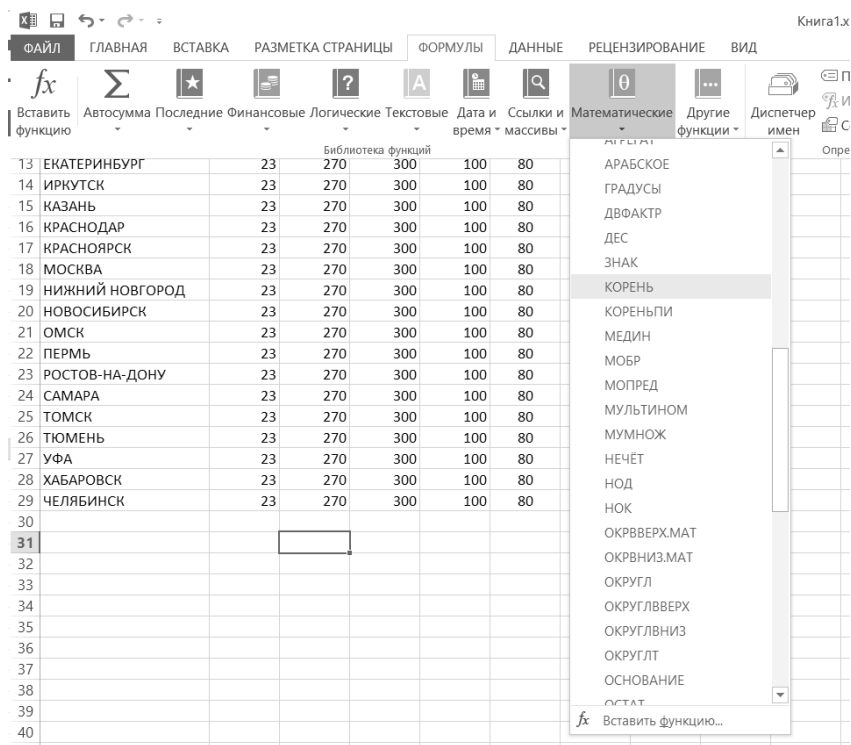 Книга1.x
ФАЙЛ ГЛАВНАЯ ВСТАВКА РАЗМЕТКА СТРАНИЦЫ ФОРМУЛЫ ДАННЫЕ РЕЦЕНЗИРОВАНИЕ ВИД
fx Σ ★ ? A θ ... П
Вставить Автосумма Последние Финансовые Логические Текстовые Дата и Ссылки и Математические Другие Диспетчер
функцию время массивы функции имен
Библиотека функций Опре
13 ЕКАТЕРИНБУРГ 23 270 300 100 80
14 ИРКУТСК 23 270 300 100 80
15 КАЗАНЬ 23 270 300 100 80
16 КРАСНОДАР 23 270 300 100 80
17 КРАСНОЯРСК 23 270 300 100 80
18 МОСКВА 23 270 300 100 80
19 НИЖНИЙ НОВГОРОД 23 270 300 100 80
20 НОВОСИБИРСК 23 270 300 100 80
21 ОМСК 23 270 300 100 80
22 ПЕРМЬ 23 270 300 100 80
23 РОСТОВ-НА-ДОНУ 23 270 300 100 80
24 САМАРА 23 270 300 100 80
25 ТОМСК 23 270 300 100 80
26 ТЮМЕНЬ 23 270 300 100 80
27 УФА 23 270 300 100 80
28 ХАБАРОВСК 23 270 300 100 80
29 ЧЕЛЯБИНСК 23 270 300 100 80
30
31
32
33
34
35
36
37
38
39
40
АГРЕГАТ
АРАБСКОЕ
ГРАДУСЫ
ДВФАКТР
ДЕС
ЗНАК
КОРЕНЬ
КОРЕНЬПИ
МЕДИН
МОБР
МОПРЕД
МУЛЬТИНОМ
МУМНОЖ
НЕЧЁТ
НОД
НОК
ОКРВВЕРХ.МАТ
ОКРВНИЗ.МАТ
ОКРУГЛ
ОКРУГЛВВЕРХ
ОКРУГЛВНИЗ
ОКРУГЛТ
ОСНОВАНИЕ
ОСТАТ
fx Вставить функцию...